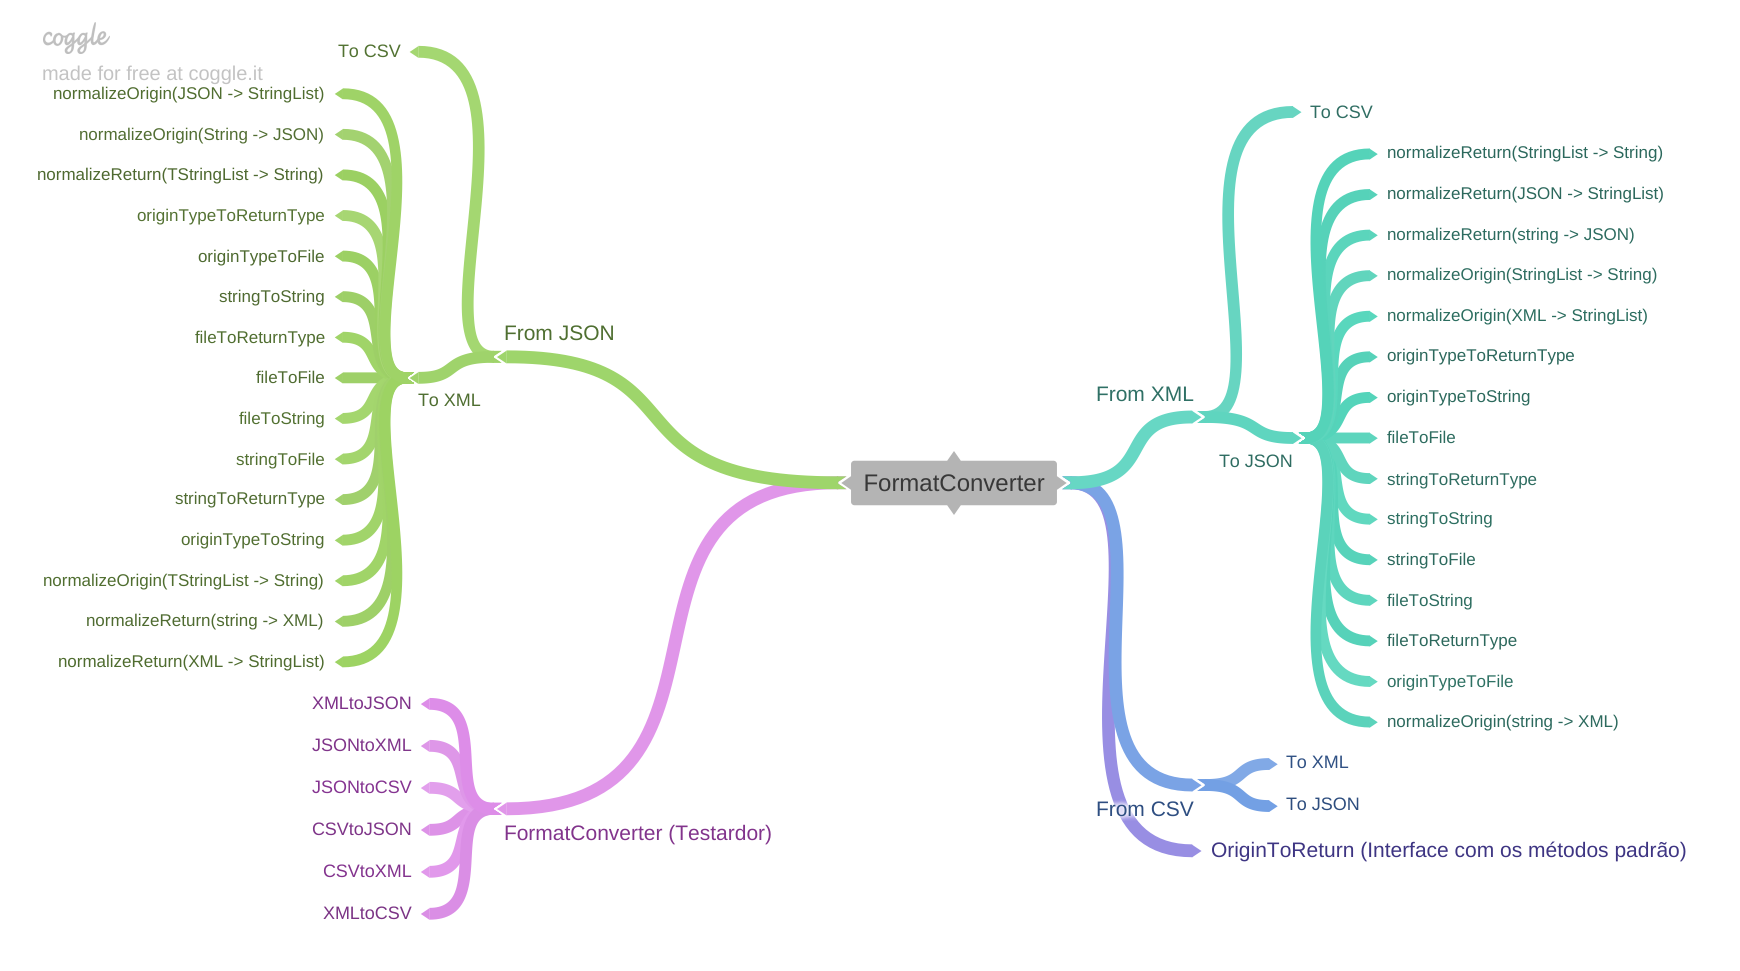 coggle
made for free at coggle.it
To CSV
normalizeOrigin(JSON -> StringList)
normalizeOrigin(String -> JSON)
normalizeReturn(TStringList -> String)
originTypeToReturnType
originTypeToFile
stringToString
fileToReturnType
fileToFile
fileToString
stringToFile
stringToReturnType
originTypeToString
normalizeOrigin(TStringList -> String)
normalizeReturn(string -> XML)
normalizeReturn(XML -> StringList)
From JSON
To XML
XMLtoJSON
JSONtoXML
JSONtoCSV
CSVtoJSON
CSVtoXML
XMLtoCSV
FormatConverter (Testardor)
FormatConverter
From XML
To CSV
To JSON
normalizeReturn(StringList -> String)
normalizeReturn(JSON -> StringList)
normalizeReturn(string -> JSON)
normalizeOrigin(StringList -> String)
normalizeOrigin(XML -> StringList)
originTypeToReturnType
originTypeToString
fileToFile
stringToReturnType
stringToString
stringToFile
fileToString
fileToReturnType
originTypeToFile
normalizeOrigin(string -> XML)
From CSV
To XML
To JSON
OriginToReturn (Interface com os métodos padrão)